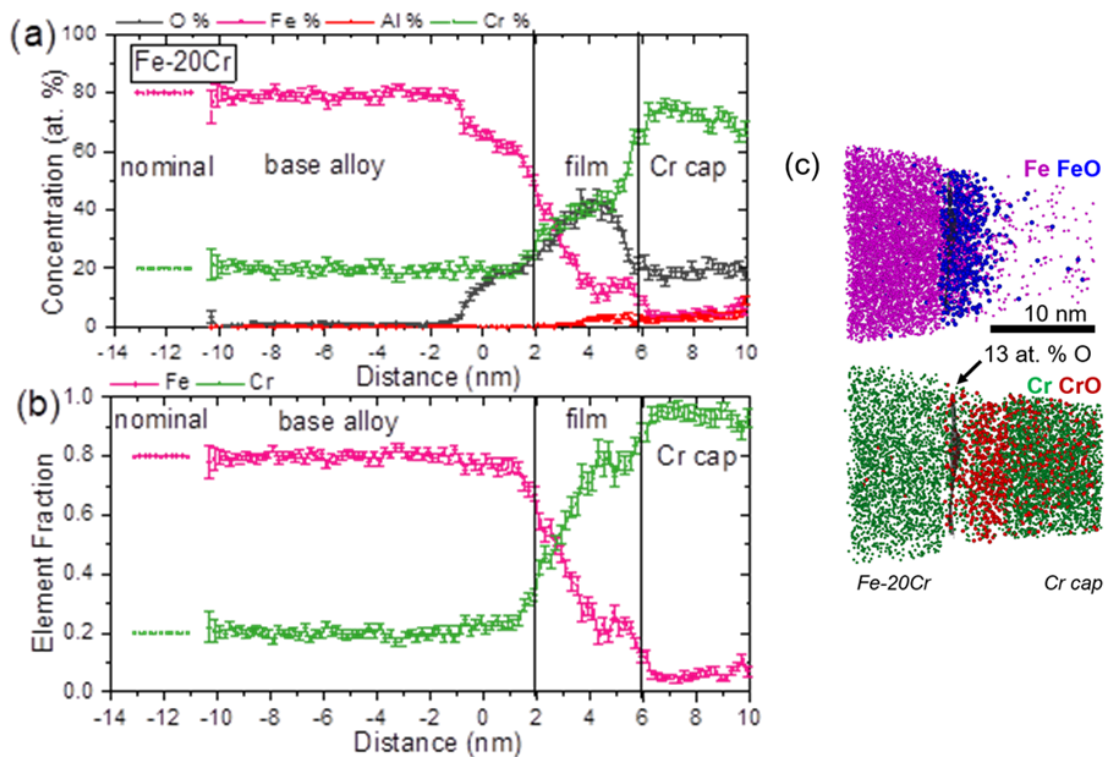 (a)
O % Fe % Al % Cr %
Fe-20Cr
Concentration (at. %)
100
80
60
40
20
0
nominal base alloy film Cr cap
-14 -12 -10 -8 -6 -4 -2 0 2 4 6 8 10
Distance (nm)
(b)
Fe Cr
Element Fraction
1.0
0.8
0.6
0.4
0.2
0.0
nominal base alloy film Cr cap
-14 -12 -10 -8 -6 -4 -2 0 2 4 6 8 10
Distance (nm)
(c)
Fe FeO
10 nm
13 at. % O
Cr CrO
Fe-20Cr Cr cap